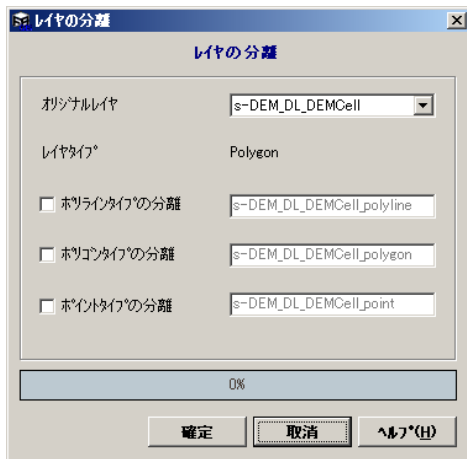 レイヤの分離
レイヤの分離
オリジナルレイヤ s-DEM_DL_DEMCell
レイヤタイプ Polygon
ポリラインタイプの分離 s-DEM_DL_DEMCell_polyline
ポリゴンタイプの分離 s-DEM_DL_DEMCell_polygon
ポイントタイプの分離 s-DEM_DL_DEMCell_point
0%
確定 取消 ヘルプ(H)